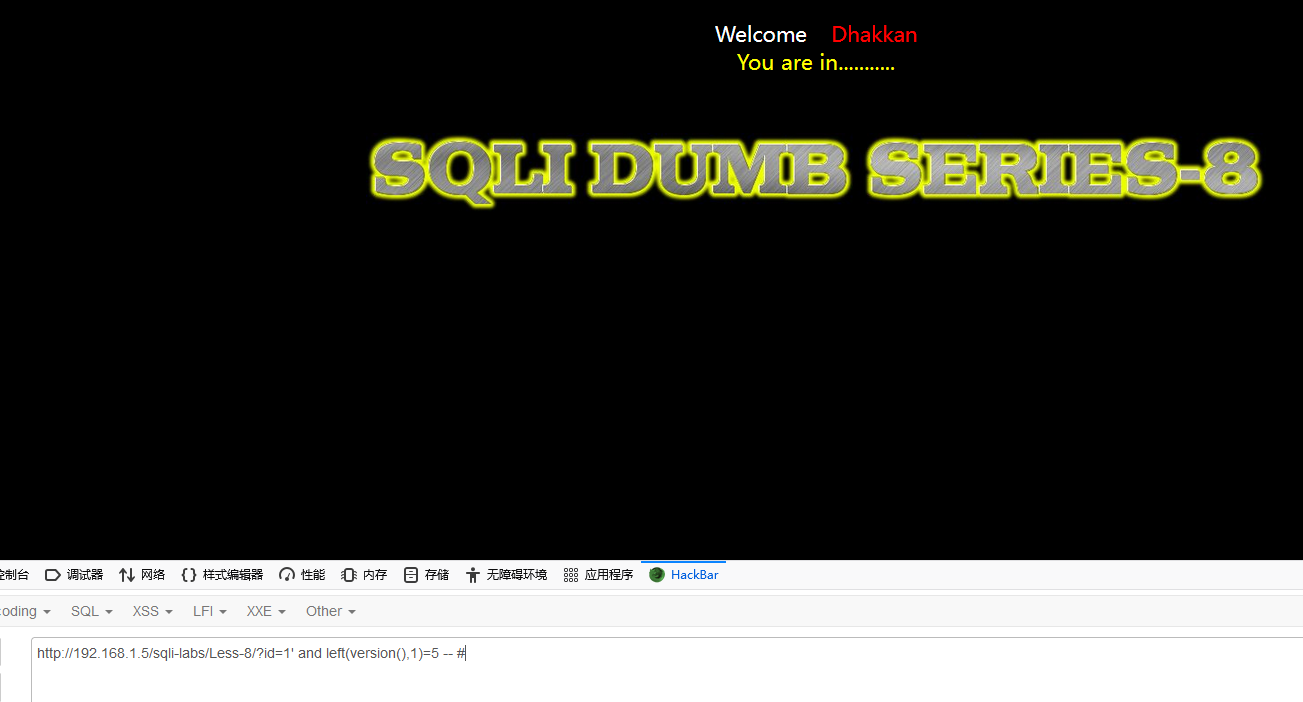 Welcome Dhakkan
You are in...........
SQLI DUMB SERIES-8
控制台 调试器 网络 样式编辑器 性能 内存 存储 无障碍环境 应用程序 HackBar
coding SQL XSS LFI XXE Other
http://192.168.1.5/sqli-labs/Less-8/?id=1' and left(version(),1)=5 -- #